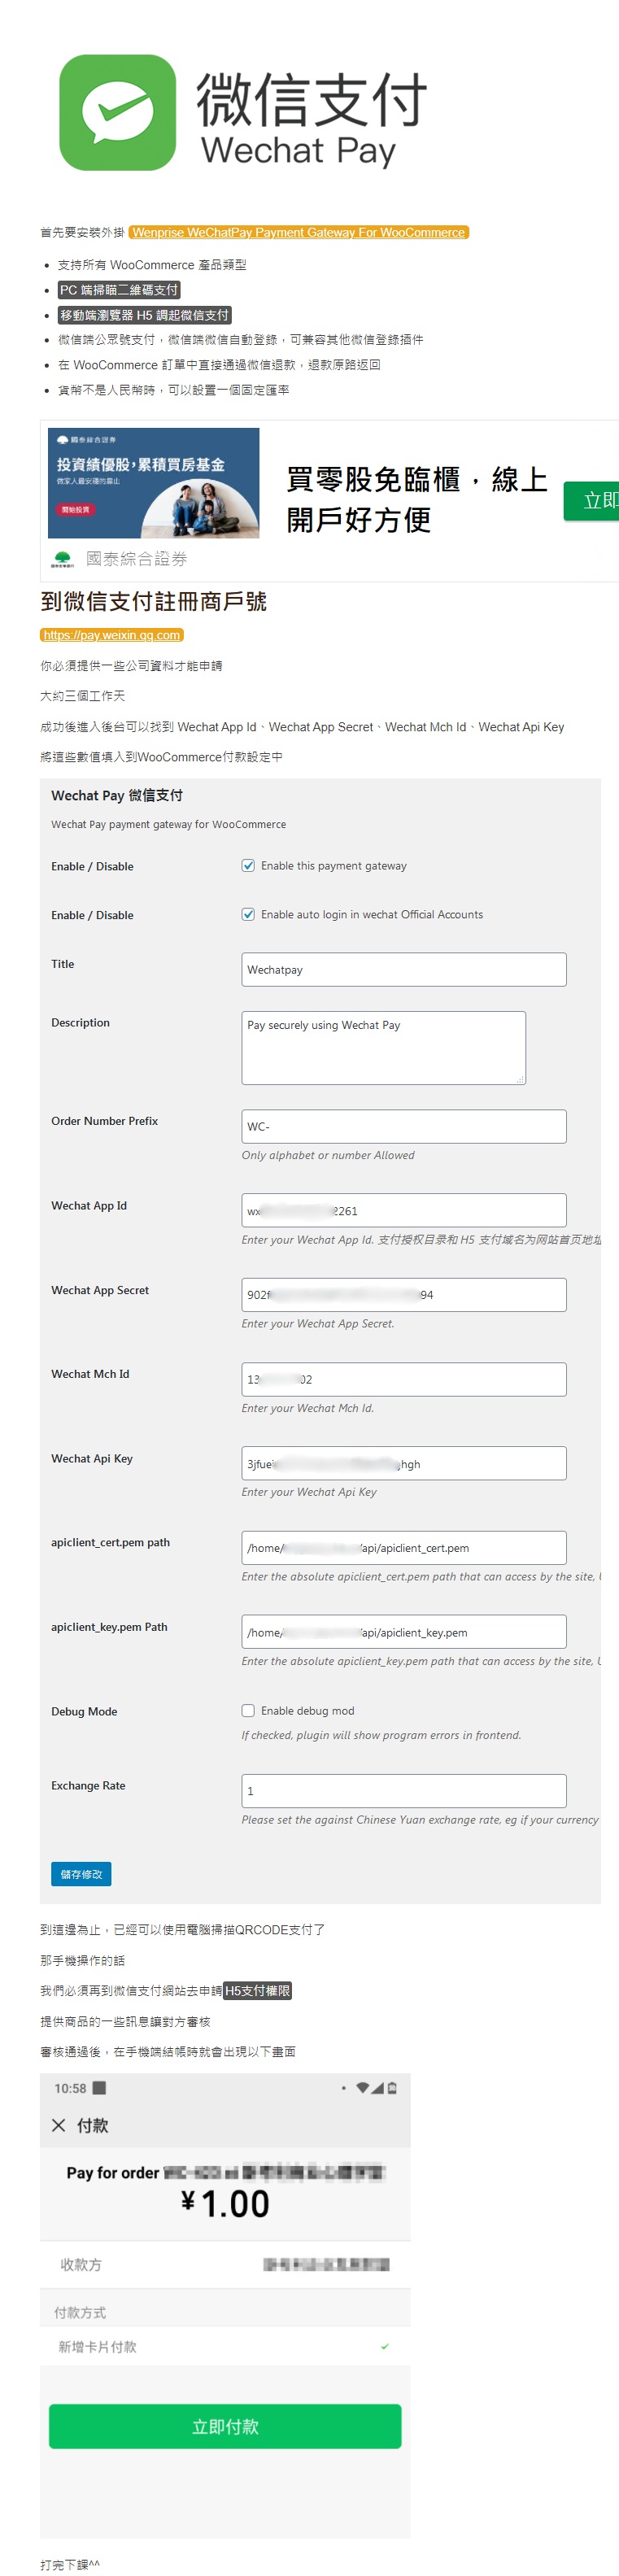 微信支付
Wechat Pay
首先要安裝外掛 Wenprise WeChatPay Payment Gateway For WooCommerce
支持所有 WooCommerce 產品類型
PC 端掃瞄二維碼支付
移動端瀏覽器 H5 調起微信支付
微信端公眾號支付，微信端微信自動登錄，可兼容其他微信登錄插件
在 WooCommerce 訂單中直接通過微信退款，退款原路返回
貨幣不是人民幣時，可以設置一個固定匯率
國泰綜合證券
投資績優股，累積買房基金
做家人最安穩的靠山
開始投資
買零股免臨櫃，線上
開戶好方便
立即
國泰綜合證券
到微信支付註冊商戶號
https://pay.weixin.qq.com
你必須提供一些公司資料才能申請
大約三個工作天
成功後進入後台可以找到 Wechat App Id、Wechat App Secret、Wechat Mch Id、Wechat Api Key
將這些數值填入到WooCommerce付款設定中
Wechat Pay 微信支付
Wechat Pay payment gateway for WooCommerce
Enable / Disable
Enable this payment gateway
Enable / Disable
Enable auto login in wechat Official Accounts
Title
Wechatpay
Description
Pay securely using Wechat Pay
Order Number Prefix
WC-
Only alphabet or number Allowed
Wechat App Id
wx 2261
Enter your Wechat App Id. 支付授权目录和 H5 支付域名为网站首页地址
Wechat App Secret
902f 94
Enter your Wechat App Secret.
Wechat Mch Id
13 02
Enter your Wechat Mch Id.
Wechat Api Key
3jfue ghgh
Enter your Wechat Api Key
apiclient_cert.pem path
/home/ /api/apiclient_cert.pem
Enter the absolute apiclient_cert.pem path that can access by the site,
apiclient_key.pem Path
/home/ /api/apiclient_key.pem
Enter the absolute apiclient_key.pem path that can access by the site,
Debug Mode
Enable debug mod
If checked, plugin will show program errors in frontend.
Exchange Rate
1
Please set the against Chinese Yuan exchange rate, eg if your currency
儲存修改
到這邊為止，已經可以使用電腦掃描QRCODE支付了
那手機操作的話
我們必須再到微信支付網站去申請H5支付權限
提供商品的一些訊息讓對方審核
審核通過後，在手機端結帳時就會出現以下畫面
10:58
付款
Pay for order
¥1.00
收款方
付款方式
新增卡片付款
立即付款
打完下課^^